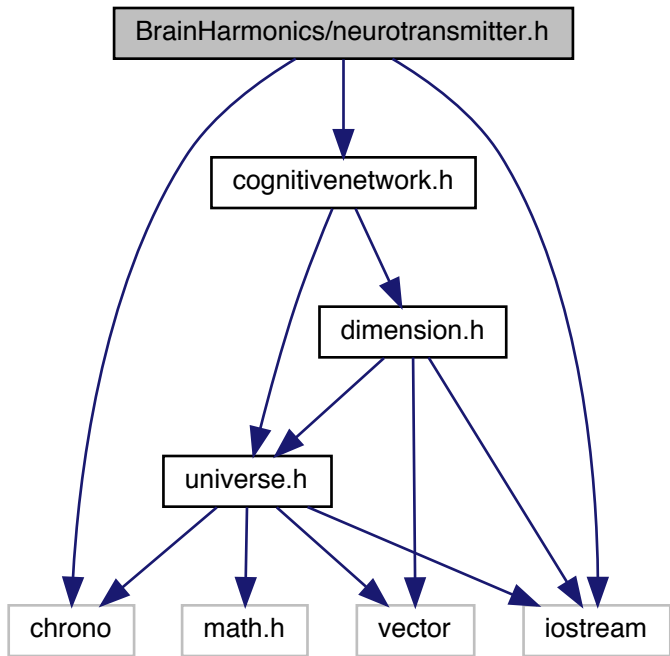 BrainHarmonics/neurotransmitter.h
cognitivenetwork.h
dimension.h
universe.h
chrono
math.h
vector
iostream